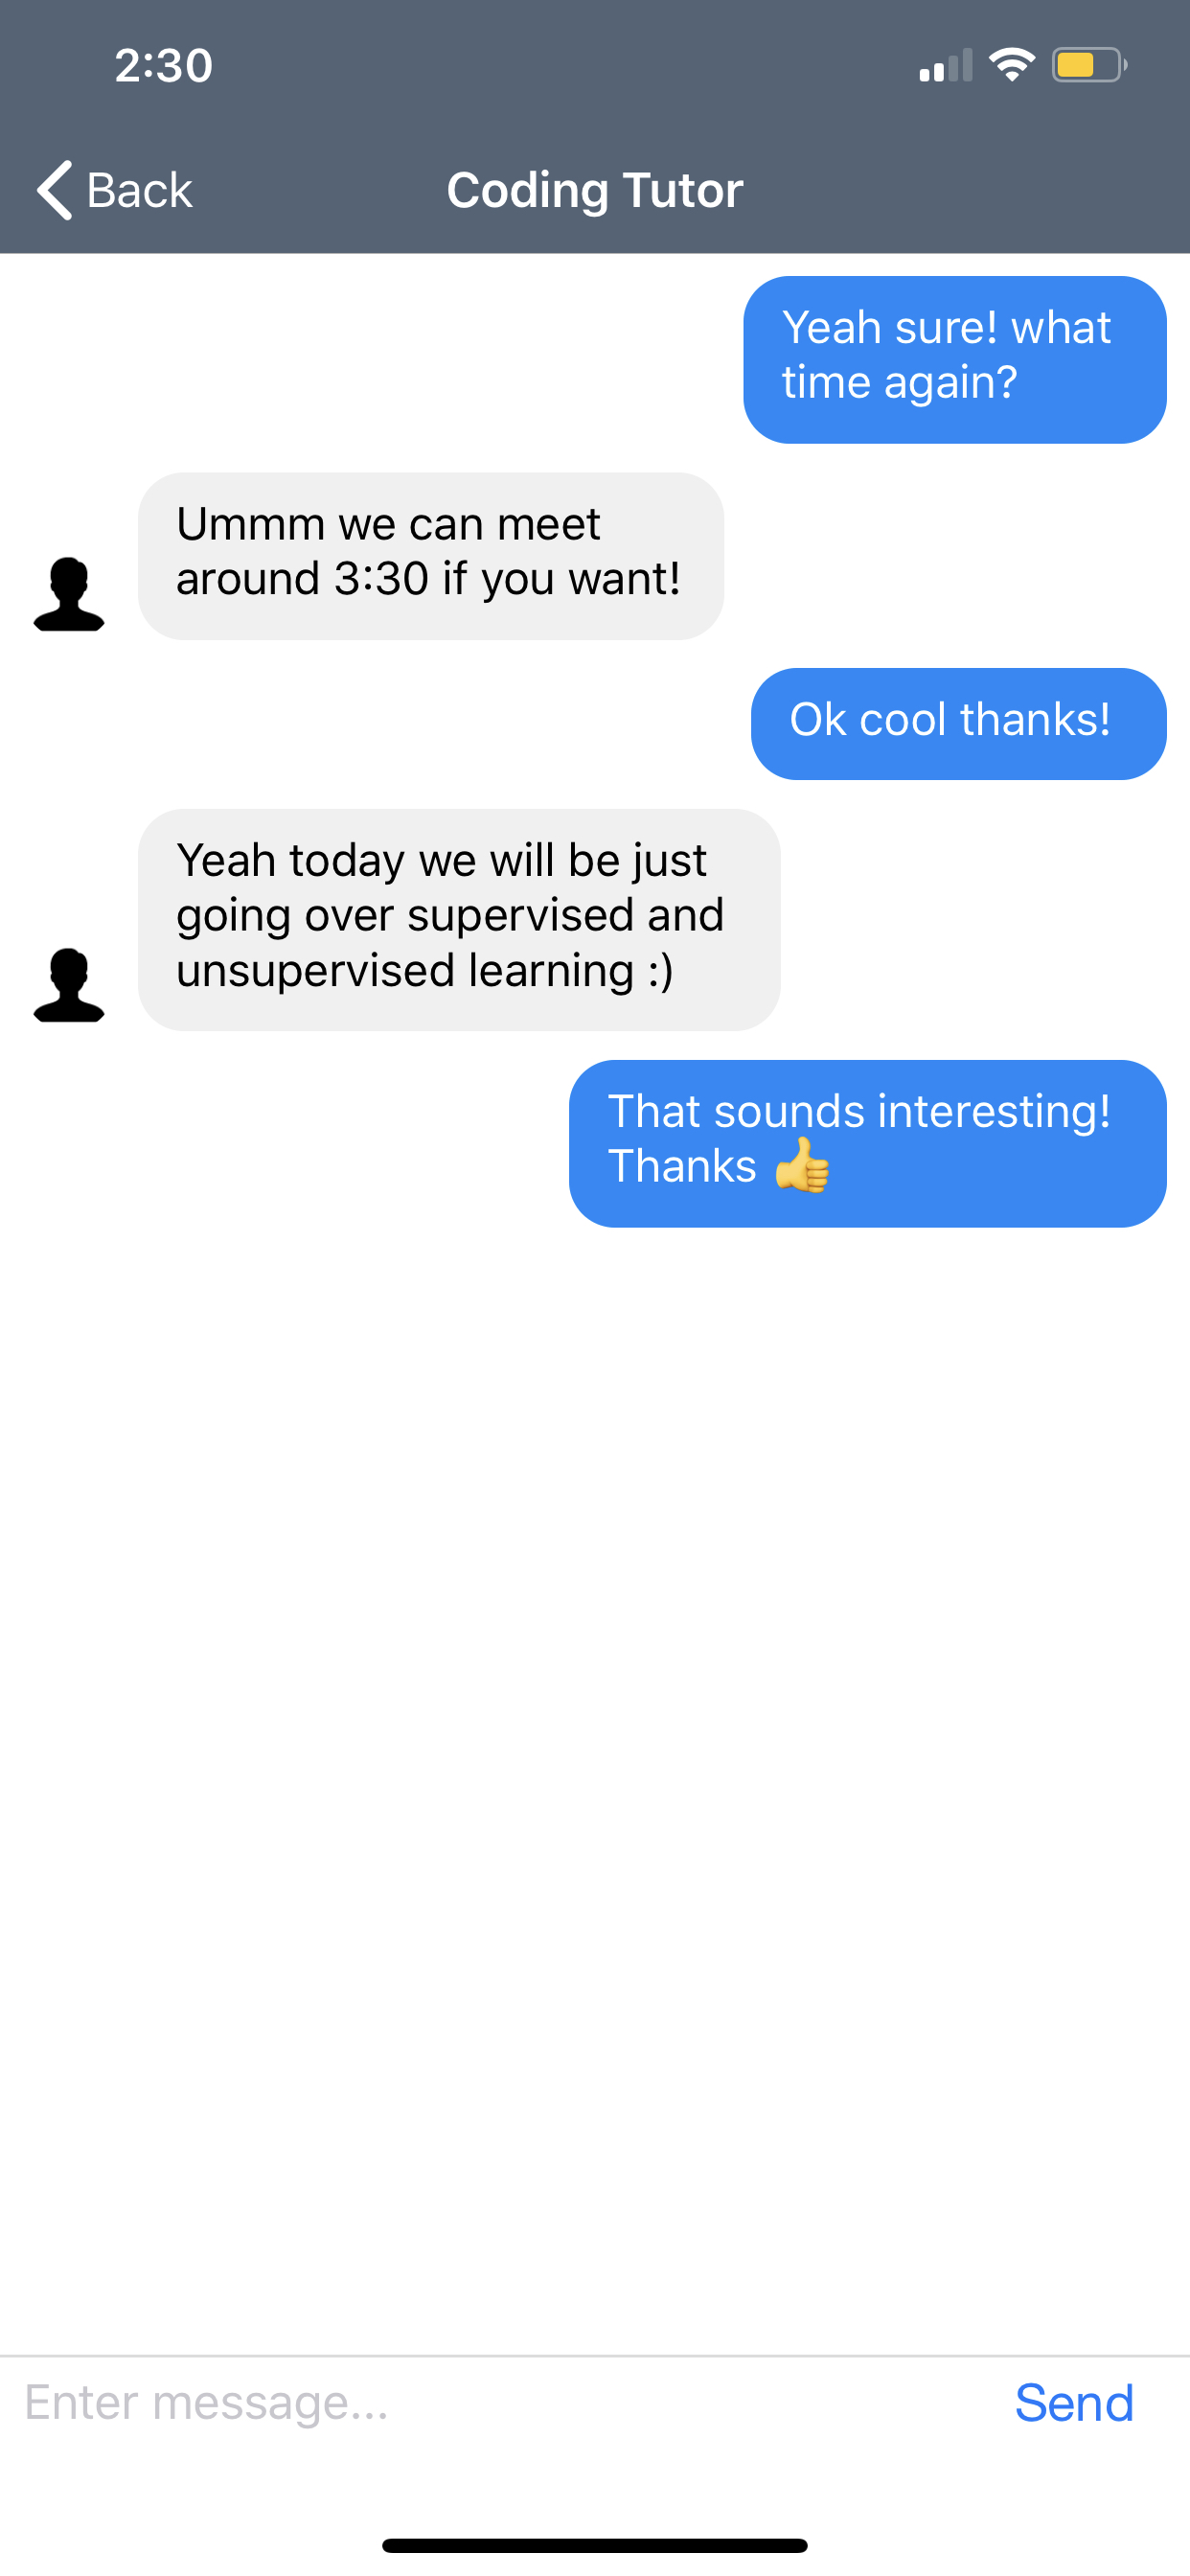 2:30
Back
Coding Tutor
Yeah sure! what
time again?
Ummm we can meet
around 3:30 if you want!
Ok cool thanks!
Yeah today we will be just
going over supervised and
unsupervised learning :)
That sounds interesting!
Thanks 👍
Enter message...
Send